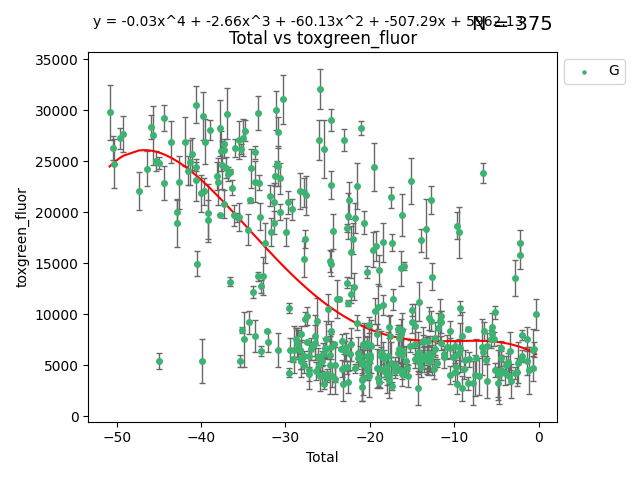 y = -0.03x^4 + -2.66x^3 + -60.13x^2 + -507.29x + 5962.13
N = 375
Total vs toxgreen_fluor
G
toxgreen_fluor
35000
30000
25000
20000
15000
10000
5000
0
−50 −40 −30 −20 −10 0
Total